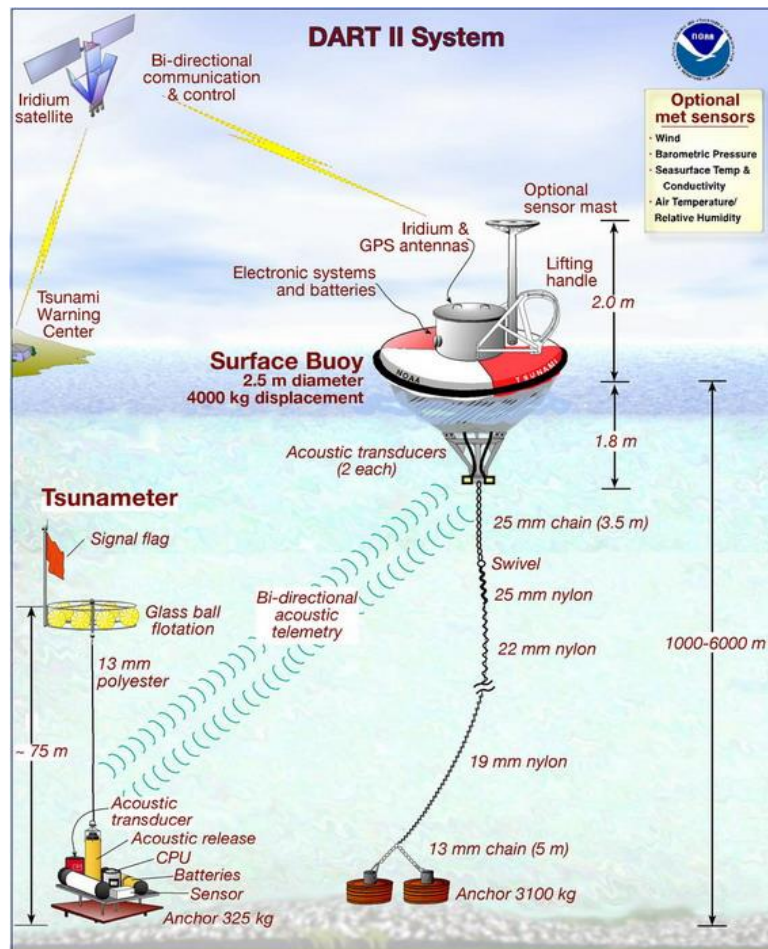 DART II System
NOAA
Bi-directional
communication
& control
Iridium
satellite
Optional
met sensors
· Wind
· Barometric Pressure
· Seasurface Temp &
Conductivity
· Air Temperature/
Relative Humidity
Optional
sensor mast
Iridium &
GPS antennas
Electronic systems
and batteries
Lifting
handle
2.0 m
Tsunami
Warning
Center
Surface Buoy
2.5 m diameter
4000 kg displacement
NOAA
TSUNAMI
1.8 m
Acoustic transducers
(2 each)
Tsunameter
Signal flag
25 mm chain (3.5 m)
Swivel
25 mm nylon
Glass ball
flotation
Bi-directional
acoustic
telemetry
22 mm nylon
1000-6000 m
13 mm
polyester
~ 75 m
19 mm nylon
Acoustic
transducer
Acoustic release
CPU
Batteries
Sensor
Anchor 325 kg
13 mm chain (5 m)
Anchor 3100 kg